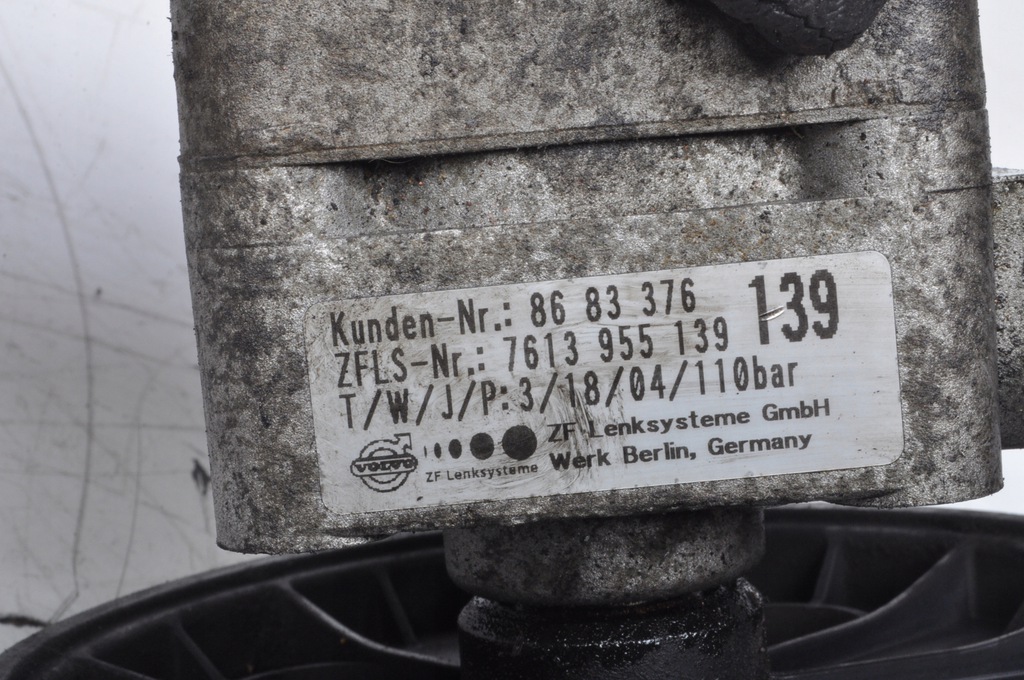 Kunden-Nr.: 86 83 376 139
ZFLS-Nr.: 7613 955 139
T/W/J/P: 3/18/04/110bar
VOLVO
ZF Lenksysteme
ZF Lenksysteme GmbH
Werk Berlin, Germany